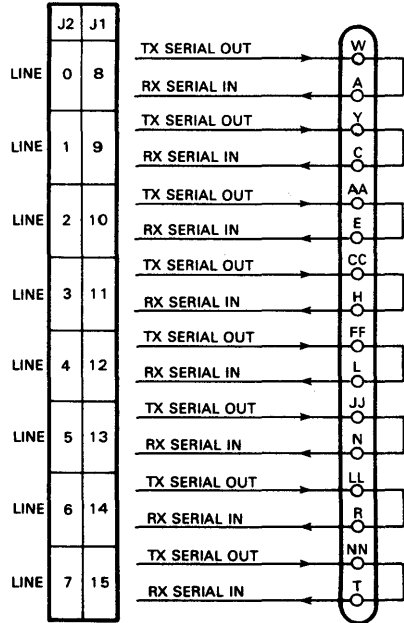 J2 J1
TX SERIAL OUT W
LINE 0 8
RX SERIAL IN A
TX SERIAL OUT Y
LINE 1 9
RX SERIAL IN C
TX SERIAL OUT AA
LINE 2 10
RX SERIAL IN E
TX SERIAL OUT CC
LINE 3 11
RX SERIAL IN H
TX SERIAL OUT FF
LINE 4 12
RX SERIAL IN L
TX SERIAL OUT JJ
LINE 5 13
RX SERIAL IN N
TX SERIAL OUT LL
LINE 6 14
RX SERIAL IN R
TX SERIAL OUT NN
LINE 7 15
RX SERIAL IN T